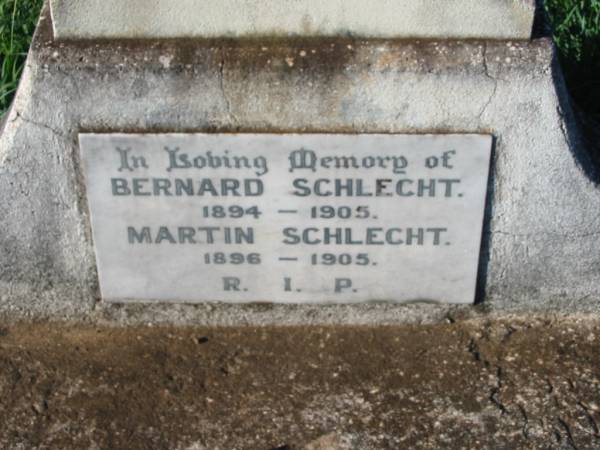 In Loving Memory of
BERNARD SCHLECHT.
1894 - 1905.
MARTIN SCHLECHT.
1896 - 1905.
R. I. P.